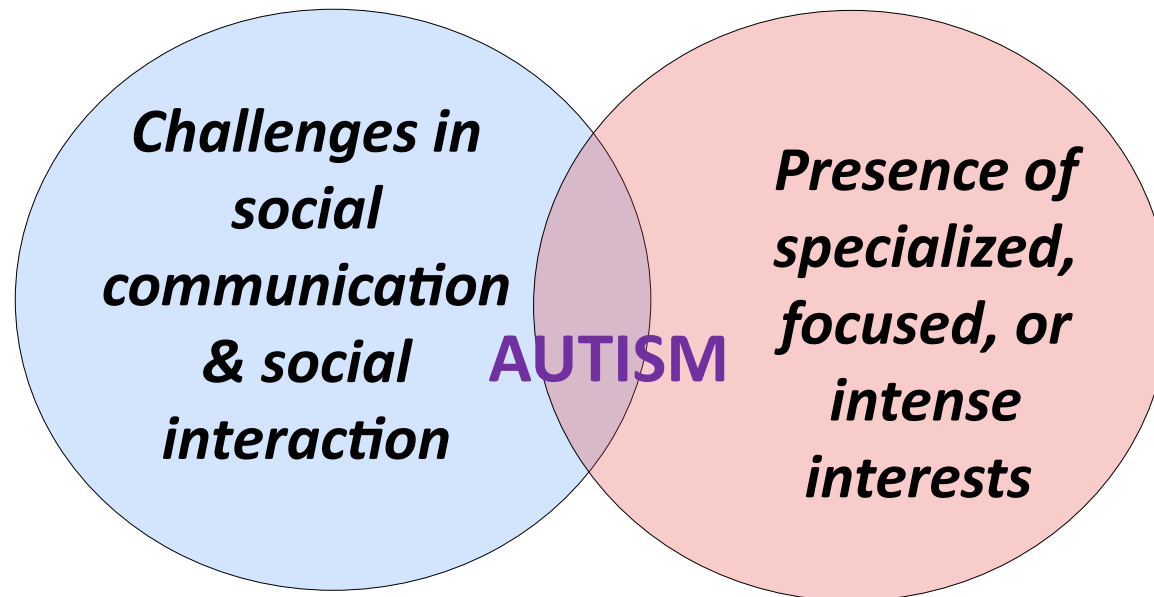 Challenges in
social
communication
& social
interaction
AUTISM
Presence of
specialized,
focused, or
intense
interests